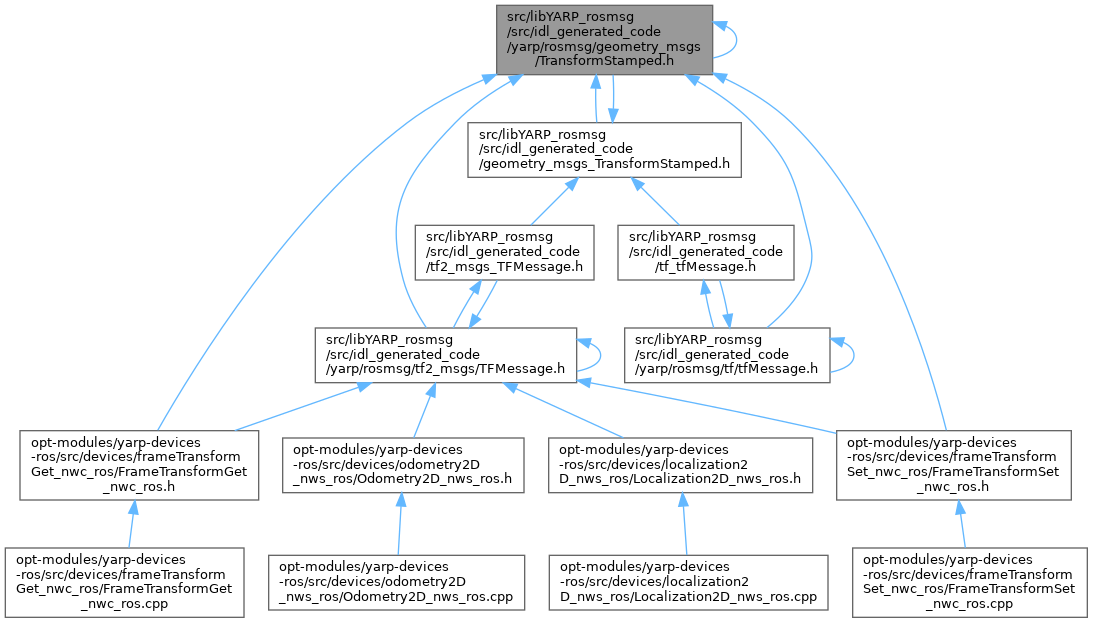 src/libYARP_rosmsg
/src/idl_generated_code
/yarp/rosmsg/geometry_msgs
/TransformStamped.h
src/libYARP_rosmsg
/src/idl_generated_code
/geometry_msgs_TransformStamped.h
src/libYARP_rosmsg
/src/idl_generated_code
/tf2_msgs_TFMessage.h
src/libYARP_rosmsg
/src/idl_generated_code
/tf_tfMessage.h
src/libYARP_rosmsg
/src/idl_generated_code
/yarp/rosmsg/tf2_msgs/TFMessage.h
src/libYARP_rosmsg
/src/idl_generated_code
/yarp/rosmsg/tf/tfMessage.h
opt-modules/yarp-devices
-ros/src/devices/frameTransform
Get_nwc_ros/FrameTransformGet
_nwc_ros.h
opt-modules/yarp-devices
-ros/src/devices/odometry2D
_nws_ros/Odometry2D_nws_ros.h
opt-modules/yarp-devices
-ros/src/devices/localization2
D_nws_ros/Localization2D_nws_ros.h
opt-modules/yarp-devices
-ros/src/devices/frameTransform
Set_nwc_ros/FrameTransformSet
_nwc_ros.h
opt-modules/yarp-devices
-ros/src/devices/frameTransform
Get_nwc_ros/FrameTransformGet
_nwc_ros.cpp
opt-modules/yarp-devices
-ros/src/devices/odometry2D
_nws_ros/Odometry2D_nws_ros.cpp
opt-modules/yarp-devices
-ros/src/devices/localization2
D_nws_ros/Localization2D_nws_ros.cpp
opt-modules/yarp-devices
-ros/src/devices/frameTransform
Set_nwc_ros/FrameTransformSet
_nwc_ros.cpp